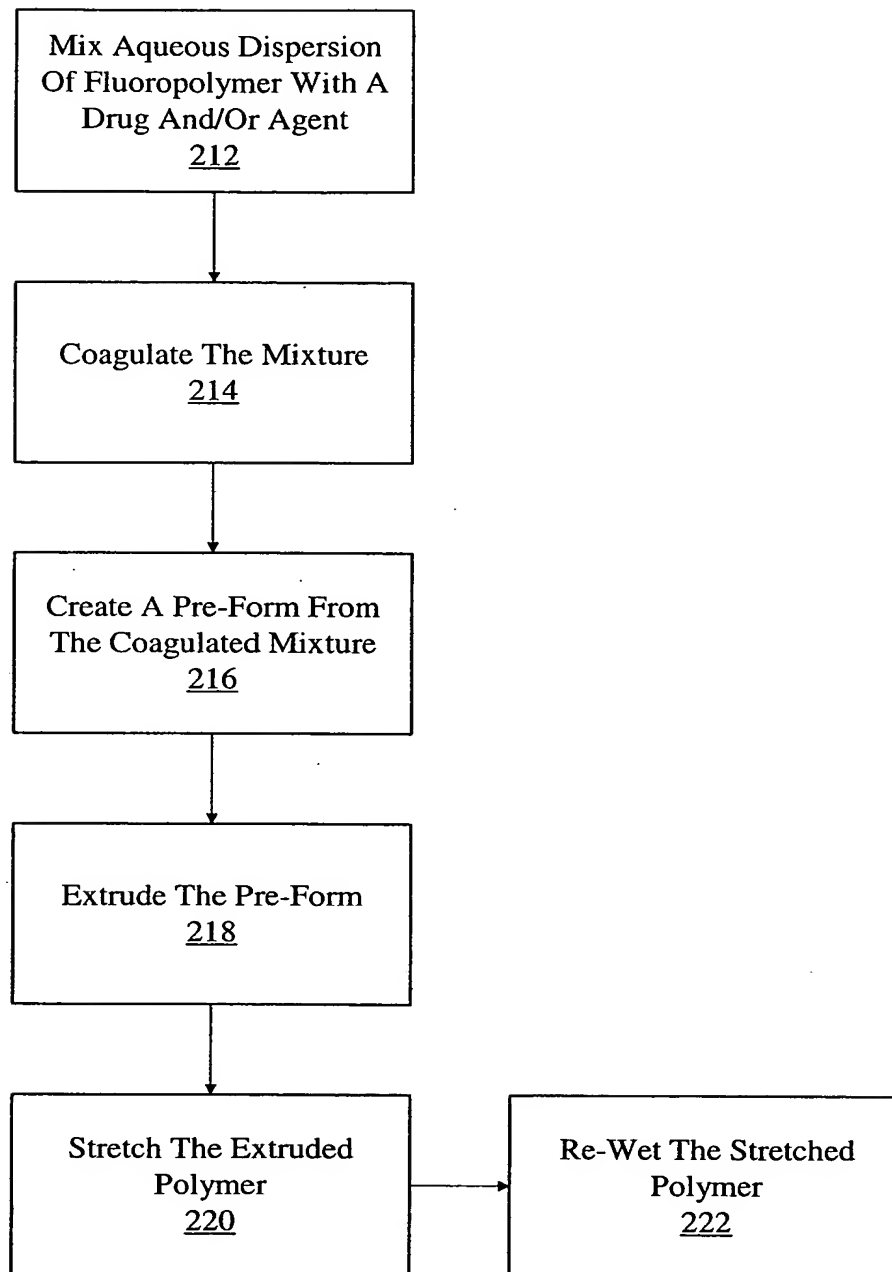 Mix Aqueous Dispersion
Of Fluoropolymer With A
Drug And/Or Agent
212
Coagulate The Mixture
214
Create A Pre-Form From
The Coagulated Mixture
216
Extrude The Pre-Form
218
Stretch The Extruded
Polymer
220
Re-Wet The Stretched
Polymer
222